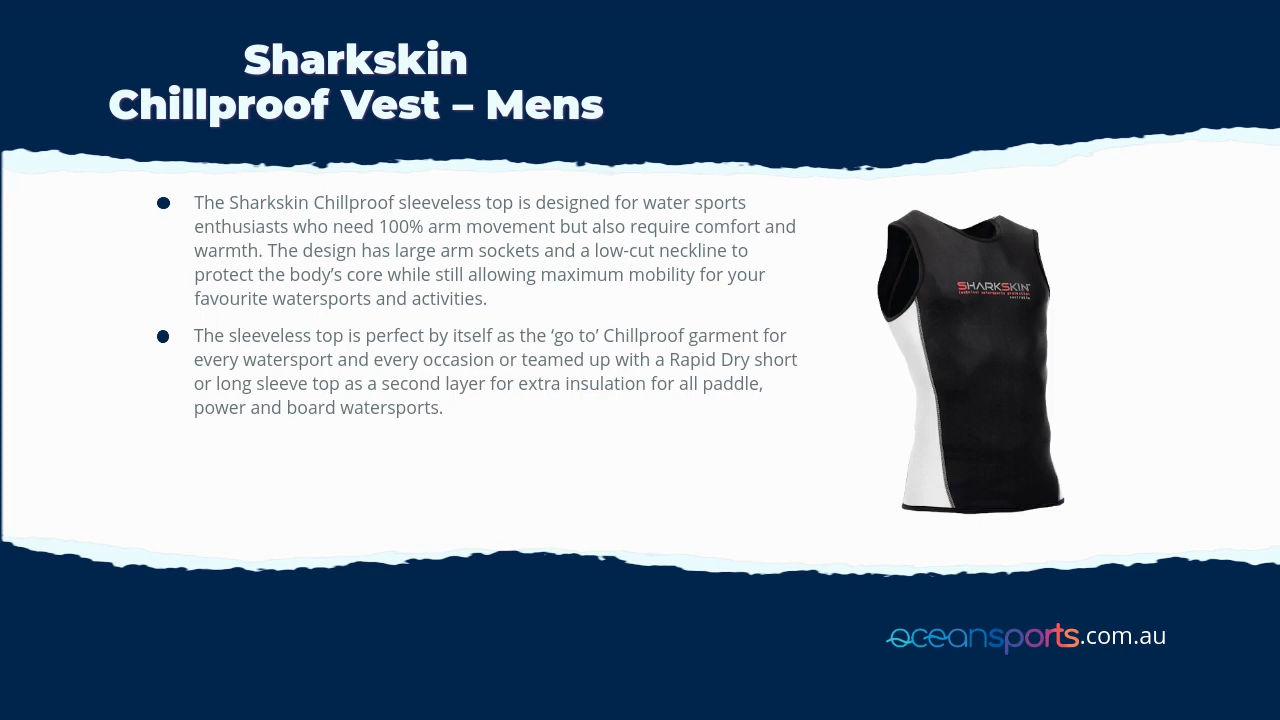 Sharkskin
Chillproof Vest – Mens
The Sharkskin Chillproof sleeveless top is designed for water sports
enthusiasts who need 100% arm movement but also require comfort and
warmth. The design has large arm sockets and a low-cut neckline to
protect the body’s core while still allowing maximum mobility for your
favourite watersports and activities.
The sleeveless top is perfect by itself as the ‘go to’ Chillproof garment for
every watersport and every occasion or teamed up with a Rapid Dry short
or long sleeve top as a second layer for extra insulation for all paddle,
power and board watersports.
SHARKSKIN
technical watersports protection
australia
oceansports.com.au